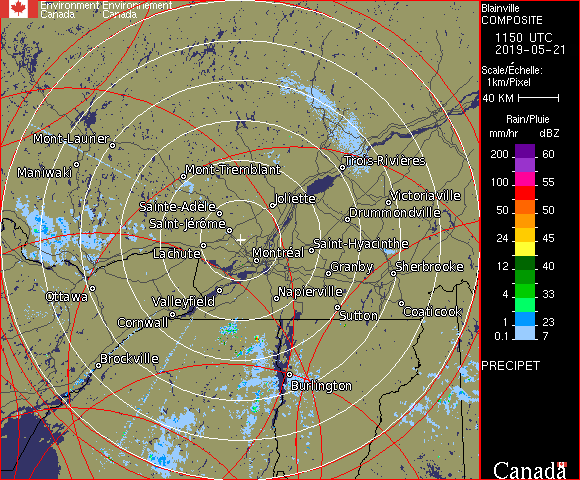 Environment Environnement
Canada Canada
Blainville
COMPOSITE
1150 UTC
2019-05-21
Scale/Échelle:
1km/Pixel
40 KM
Rain/Pluie
mm/hr dBZ
200 60
100 55
50 50
24 45
12 40
4 33
1 23
0.1 7
PRECIPET
Mont-Laurier
Maniwaki
Mont-Tremblant
Trois-Rivières
Sainte-Adèle
Joliette
Victoriaville
Drummondville
Saint-Jérôme
Lachute
Montréal
Saint-Hyacinthe
Granby
Sherbrooke
Ottawa
Valleyfield
Napierville
Cornwall
Sutton
Coaticook
Brockville
Burlington
Canada